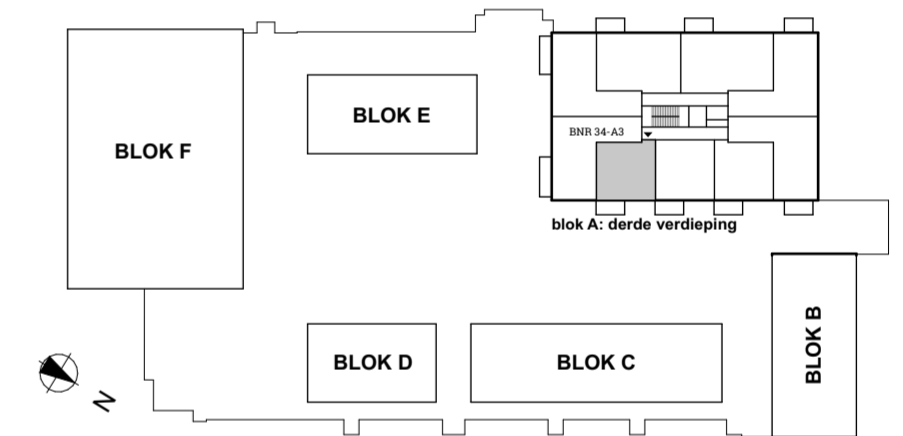 BLOK E
BNR 34-A3
BLOK F
blok A: derde verdieping
BLOK B
BLOK D
BLOK C
N